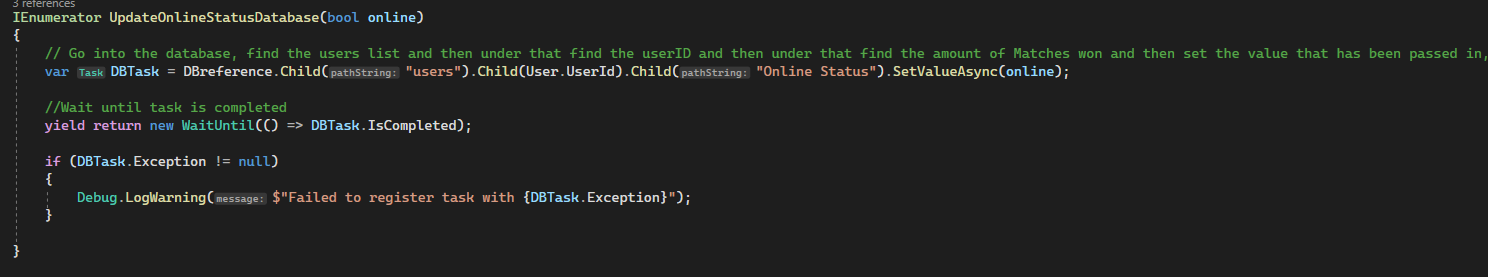 3 references
IEnumerator UpdateOnlineStatusDatabase(bool online)
{
// Go into the database, find the users list and then under that find the userID and then under that find the amount of Matches won and then set the value that has been passed in,
var Task DBTask = DBreference.Child(pathString: "users").Child(User.UserId).Child(pathString: "Online Status").SetValueAsync(online);
//Wait until task is completed
yield return new WaitUntil(() => DBTask.IsCompleted);
if (DBTask.Exception != null)
{
Debug.LogWarning(message: $"Failed to register task with {DBTask.Exception}");
}
}